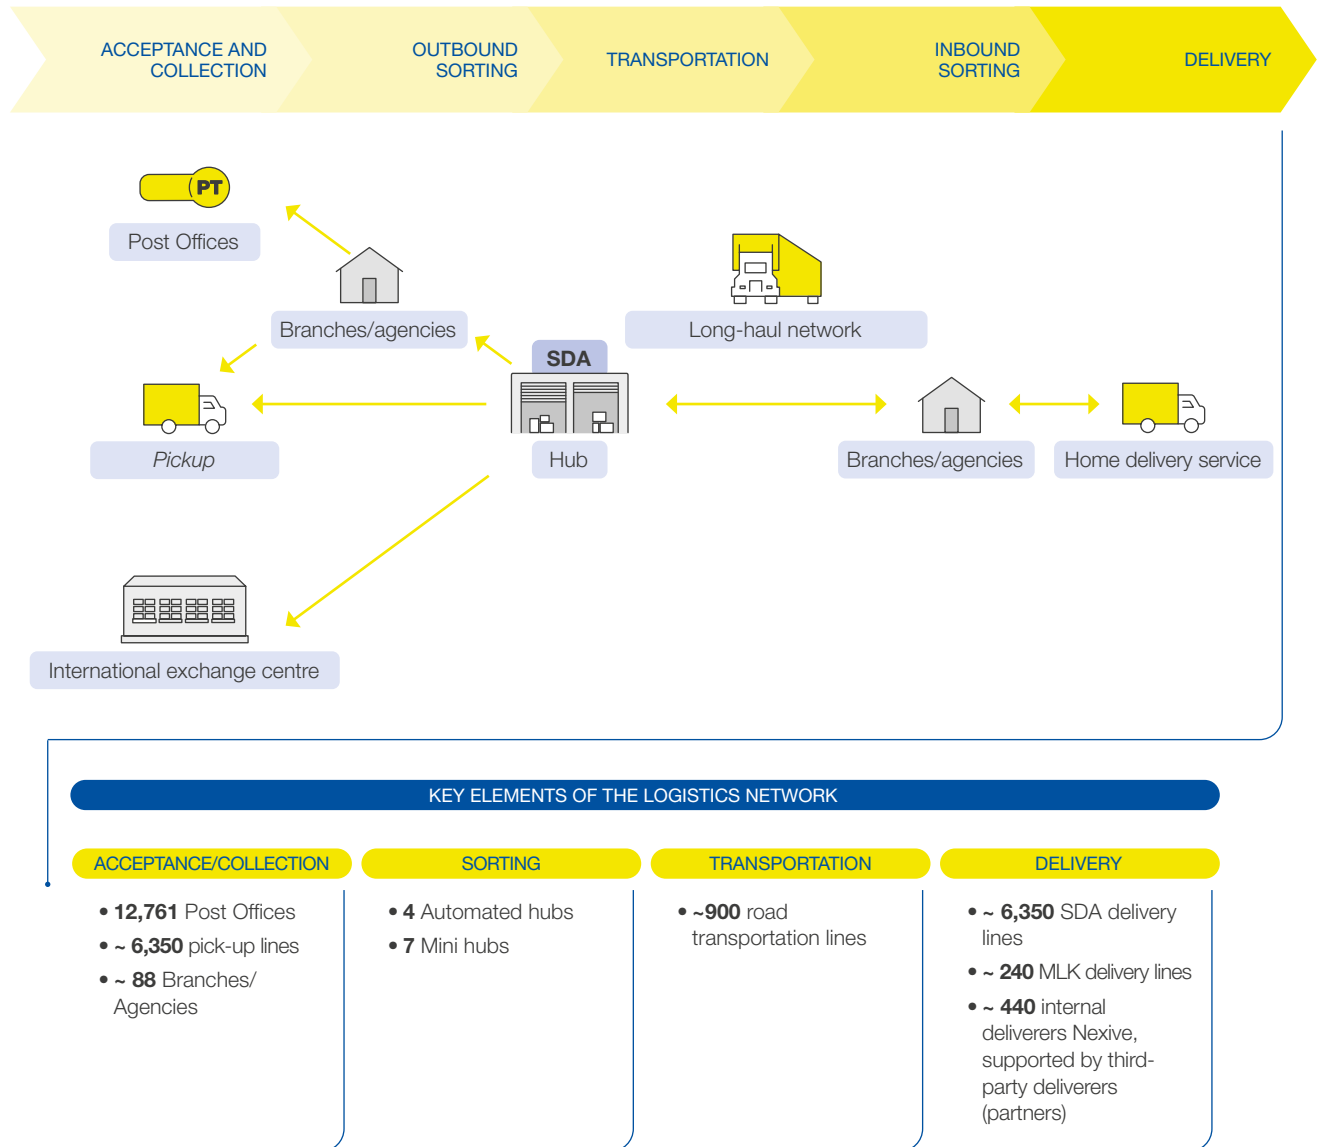 ACCEPTANCE AND
COLLECTION
OUTBOUND
SORTING
TRANSPORTATION
INBOUND
SORTING
DELIVERY
PT
Post Offices
Branches/agencies
Long-haul network
SDA
Pickup
Hub
Branches/agencies
Home delivery service
International exchange centre
KEY ELEMENTS OF THE LOGISTICS NETWORK
ACCEPTANCE/COLLECTION
• 12,761 Post Offices
• ~ 6,350 pick-up lines
• ~ 88 Branches/
Agencies
SORTING
• 4 Automated hubs
• 7 Mini hubs
TRANSPORTATION
• ~900 road
transportation lines
DELIVERY
• ~ 6,350 SDA delivery
lines
• ~ 240 MLK delivery lines
• ~ 440 internal
deliverers Nexive,
supported by third-
party deliverers
(partners)